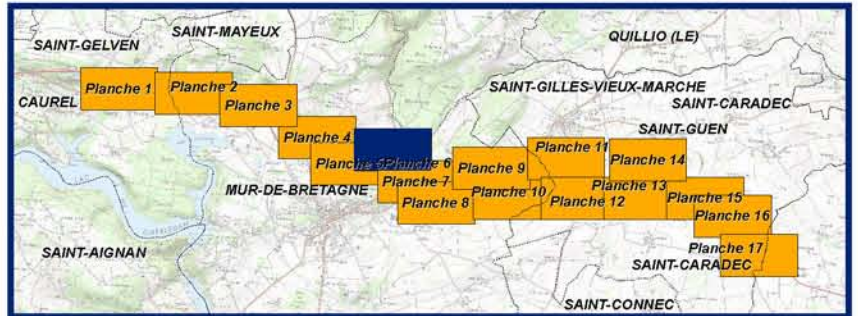 SAINT-GELVEN
SAINT-MAYEUX
QUILLIO (LE)
Planche 1
Planche 2
SAINT-GILLES-VIEUX-MARCHE
CAUREL
Planche 3
SAINT-CARADEC
SAINT-GUEN
Planche 4
Planche 11
Planche 5
Planche 6
Planche 9
Planche 14
MUR-DE-BRETAGNE
Planche 7
Planche 10
Planche 13
Planche 15
Planche 8
Planche 12
Planche 16
SAINT-AIGNAN
Planche 17
SAINT-CARADEC
SAINT-CONNEC